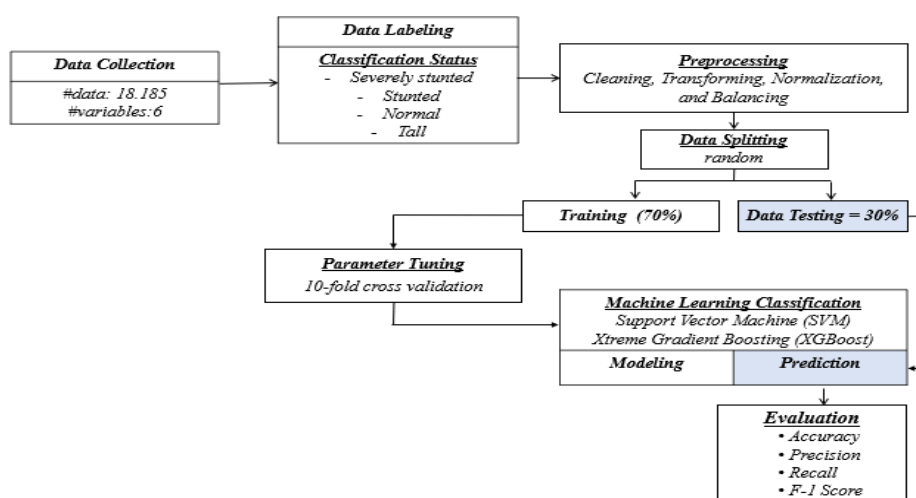 Data Collection
#data: 18.185
#variables:6
Data Labeling
Classification Status
- Severely stunted
- Stunted
- Normal
- Tall
Preprocessing
Cleaning, Transforming, Normalization,
and Balancing
Data Splitting
random
Training (70%)
Data Testing = 30%
Parameter Tuning
10-fold cross validation
Machine Learning Classification
Support Vector Machine (SVM)
Xtreme Gradient Boosting (XGBoost)
Modeling
Prediction
Evaluation
• Accuracy
• Precision
• Recall
• F-1 Score